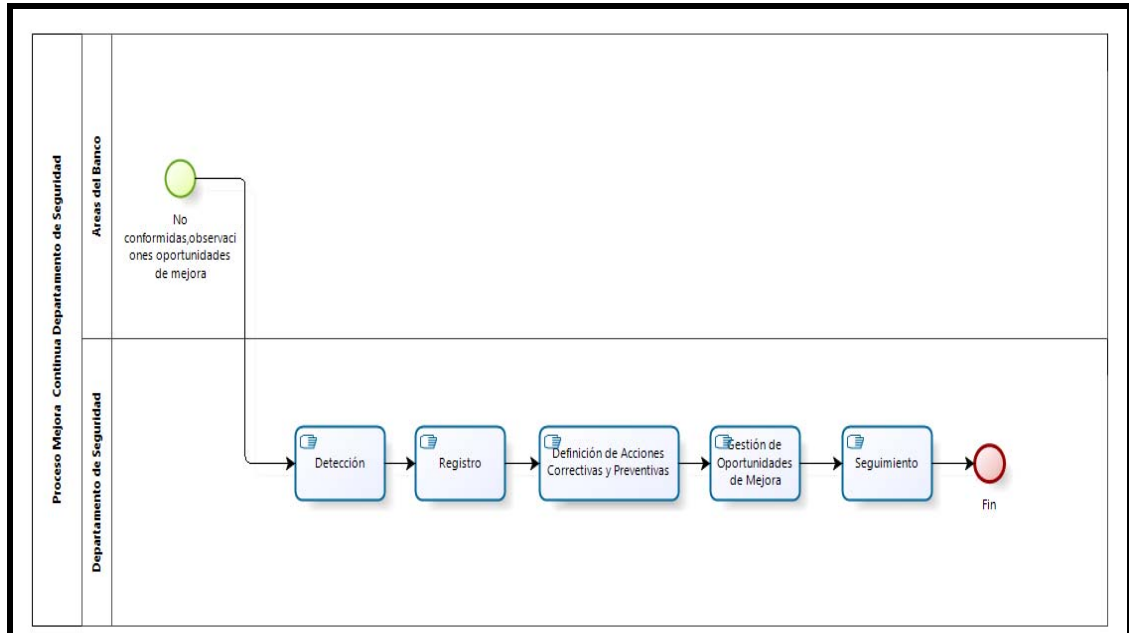 Proceso Mejora Continua Departamento de Seguridad
Areas del Banco
No
conformidas,observaci
ones oportunidades
de mejora
Departamento de Seguridad
Detección
Registro
Definición de Acciones
Correctivas y Preventivas
Gestión de
Oportunidades
de Mejora
Seguimiento
Fin